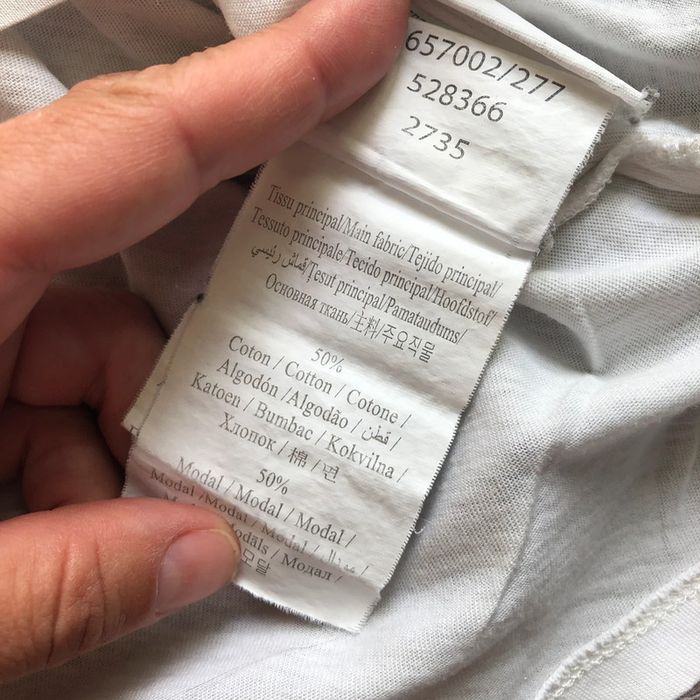 657002/277
528366
2735
Tissu principal/Main fabric/Tejido principal/
Tessuto principale/Tecido principal/Hoofdstof/
قماش رئيسي/Tesut principal/Pamataudums/
Основная ткань/主料/주요직물
50%
Coton / Cotton / Cotone /
Algodón /Algodão / قطن /
Katoen / Bumbac / Kokvilna /
Хлопок / 棉 / 면
50%
Modal / Modal / Modal /
Modal /Modal / Modal / مودال /
Modāls / Модал /
모달